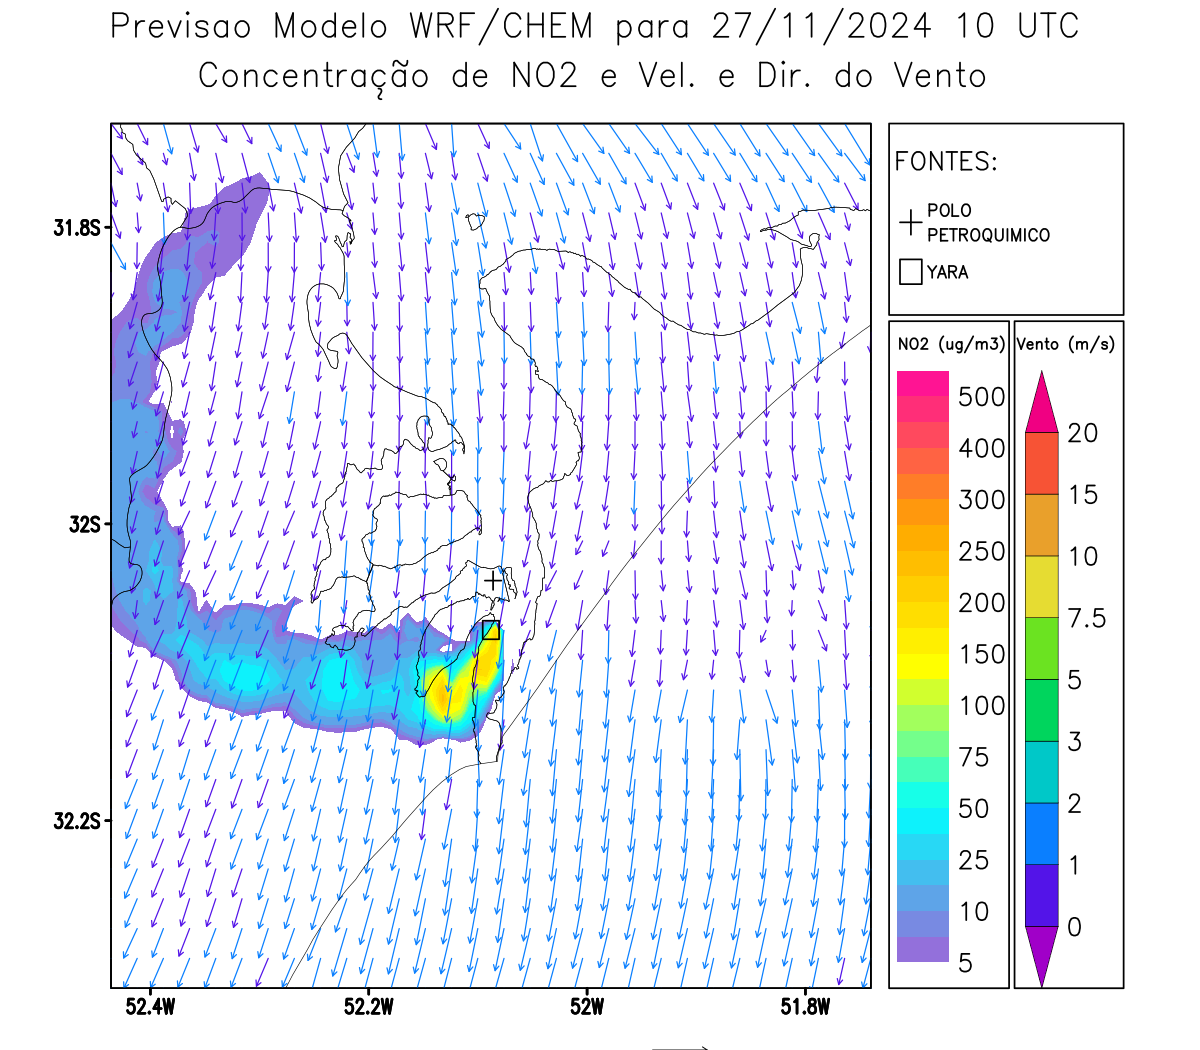 Previsao Modelo WRF/CHEM para 27/11/2024 10 UTC
Concentração de NO2 e Vel. e Dir. do Vento
FONTES:
POLO
PETROQUIMICO
YARA
NO2 (ug/m3)
500
400
300
250
200
150
100
75
50
25
10
5
Vento (m/s)
20
15
10
7.5
5
3
2
1
0
31.8S
32S
32.2S
52.4W
52.2W
52W
51.8W